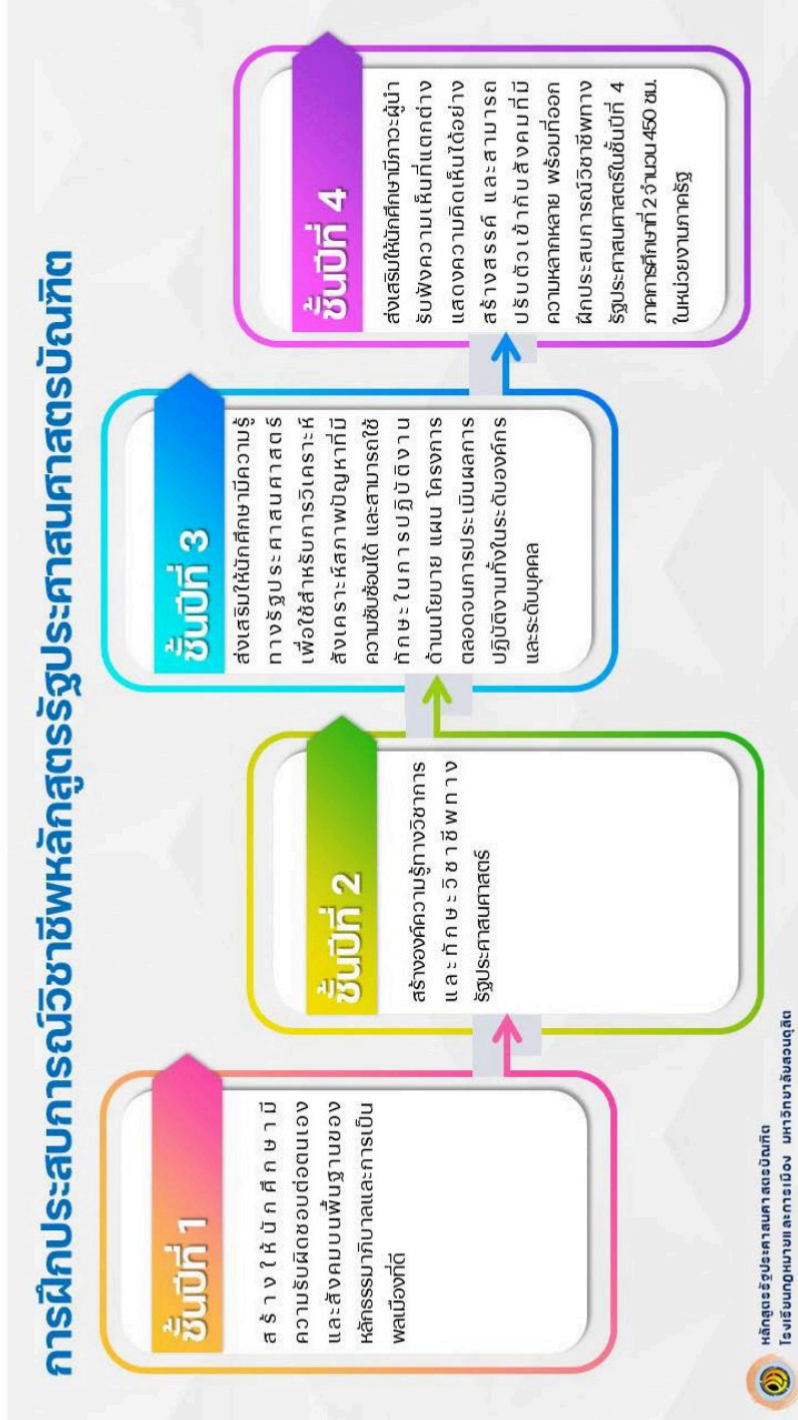 การฝึกประสบการณ์วิชาชีพหลักสูตรรัฐประศาสนศาสตรบัณฑิต
ชั้นปีที่ 1
สร้างให้นักศึกษามี
ความรับผิดชอบต่อตนเอง
และสังคมบนพื้นฐานของ
หลักธรรมาภิบาลและการเป็น
พลเมืองที่ดี
ชั้นปีที่ 2
สร้างองค์ความรู้ทางวิชาการ
และทักษะวิชาชีพทาง
รัฐประศาสนศาสตร์
ชั้นปีที่ 3
ส่งเสริมให้นักศึกษามีความรู้
ทางรัฐประศาสนศาสตร์
เพื่อใช้สำหรับการวิเคราะห์
สังเคราะห์สภาพปัญหาที่มี
ความซับซ้อนได้ และสามารถใช้
ทักษะในการปฏิบัติงาน
ด้านนโยบาย แผน โครงการ
ตลอดจนการประเมินผลการ
ปฏิบัติงานทั้งในระดับองค์กร
และระดับบุคคล
ชั้นปีที่ 4
ส่งเสริมให้นักศึกษามีภาวะผู้นำ
รับฟังความเห็นที่แตกต่าง
แสดงความคิดเห็นได้อย่าง
สร้างสรรค์ และสามารถ
ปรับตัวเข้ากับสังคมที่มี
ความหลากหลาย พร้อมที่ออก
ฝึกประสบการณ์วิชาชีพทาง
รัฐประศาสนศาสตร์ในชั้นปีที่ 4
ภาคการศึกษาที่ 2 จำนวน 450 ชม.
ในหน่วยงานภาครัฐ
หลักสูตรรัฐประศาสนศาสตรบัณฑิต
โรงเรียนกฎหมายและการเมือง มหาวิทยาลัยสวนดุสิต